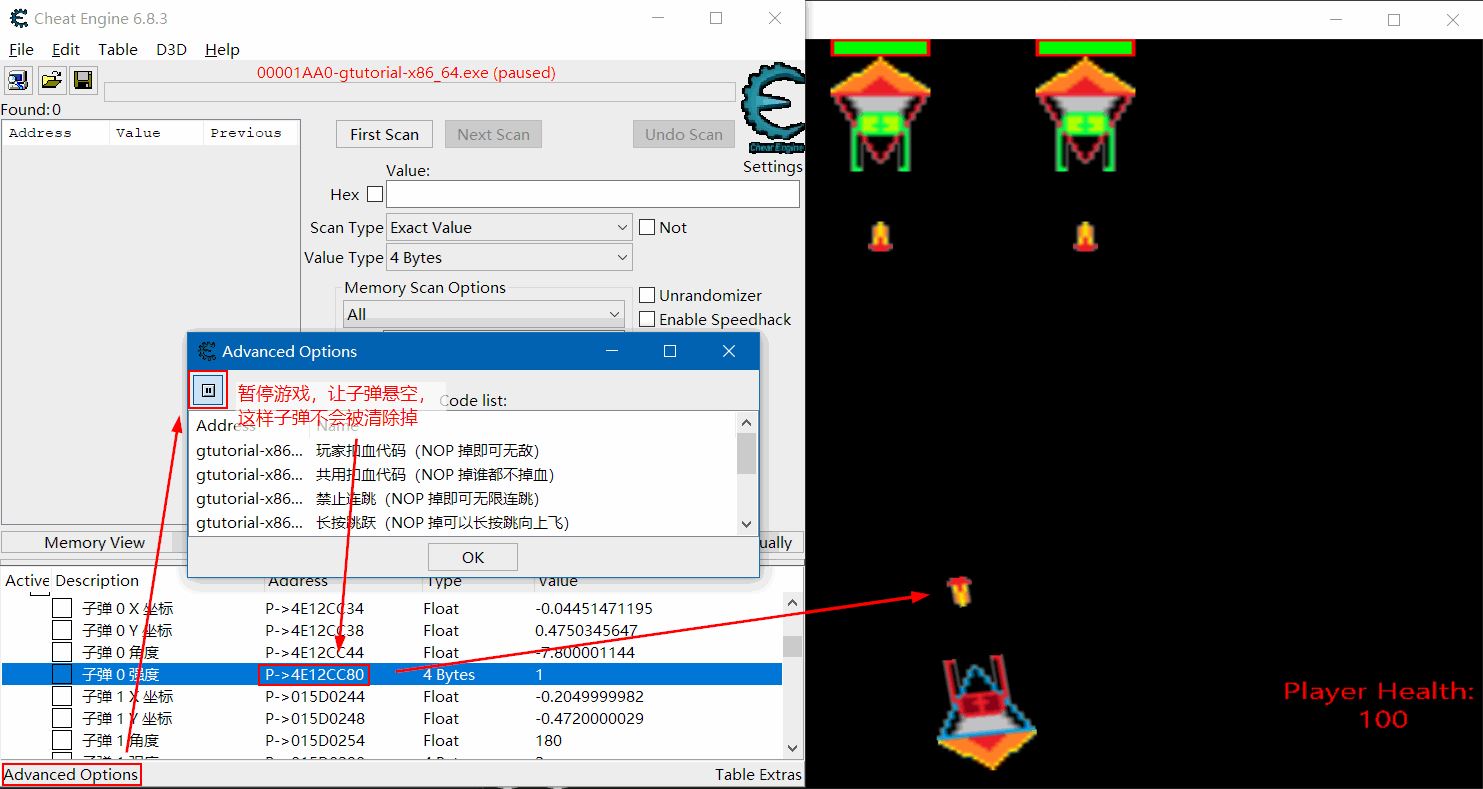 Cheat Engine 6.8.3
File Edit Table D3D Help
00001AA0-gtutorial-x86_64.exe (paused)
Found: 0
Address Value Previous
First Scan Next Scan Undo Scan
Cheat Engine
Settings
Value:
Hex
Scan Type Exact Value Not
Value Type 4 Bytes
Memory Scan Options
All
Unrandomizer
Enable Speedhack
Advanced Options
暂停游戏，让子弹悬空，
这样子弹不会被清除掉
Code list:
Address Name
gtutorial-x86... 玩家扣血代码（NOP 掉即可无敌）
gtutorial-x86... 共用扣血代码（NOP 掉谁都不掉血）
gtutorial-x86... 禁止连跳（NOP 掉即可无限连跳）
gtutorial-x86... 长按跳跃（NOP 掉可以长按跳向上飞）
OK
Memory View ually
Active Description Address Type Value
子弹 0 X 坐标 P->4E12CC34 Float -0.04451471195
子弹 0 Y 坐标 P->4E12CC38 Float 0.4750345647
子弹 0 角度 P->4E12CC44 Float -7.800001144
子弹 0 强度 P->4E12CC80 4 Bytes 1
子弹 1 X 坐标 P->015D0244 Float -0.2049999982
子弹 1 Y 坐标 P->015D0248 Float -0.4720000029
子弹 1 角度 P->015D0254 Float 180
Advanced Options Table Extras
Player Health:
100